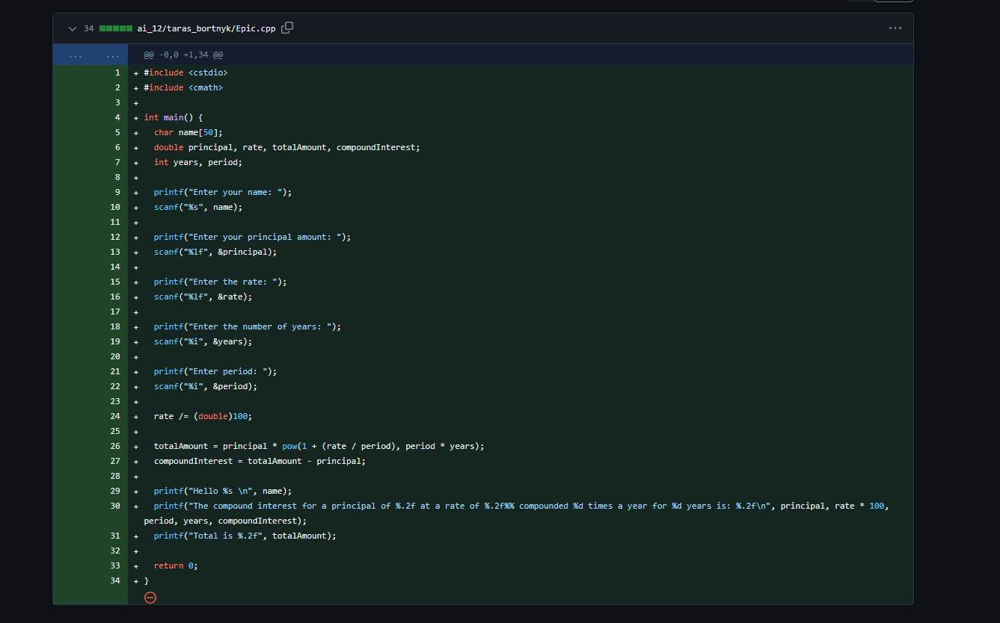 34 ai_12/taras_bortnyk/Epic.cpp ...
... ... @@ -0,0 +1,34 @@
1 + #include <cstdio>
2 + #include <cmath>
3 +
4 + int main() {
5 + char name[50];
6 + double principal, rate, totalAmount, compoundInterest;
7 + int years, period;
8 +
9 + printf("Enter your name: ");
10 + scanf("%s", name);
11 +
12 + printf("Enter your principal amount: ");
13 + scanf("%lf", &principal);
14 +
15 + printf("Enter the rate: ");
16 + scanf("%lf", &rate);
17 +
18 + printf("Enter the number of years: ");
19 + scanf("%i", &years);
20 +
21 + printf("Enter period: ");
22 + scanf("%i", &period);
23 +
24 + rate /= (double)100;
25 +
26 + totalAmount = principal * pow(1 + (rate / period), period * years);
27 + compoundInterest = totalAmount - principal;
28 +
29 + printf("Hello %s \n", name);
30 + printf("The compound interest for a principal of %.2f at a rate of %.2f%% compounded %d times a year for %d years is: %.2f\n", principal, rate * 100,
period, years, compoundInterest);
31 + printf("Total is %.2f", totalAmount);
32 +
33 + return 0;
34 + }